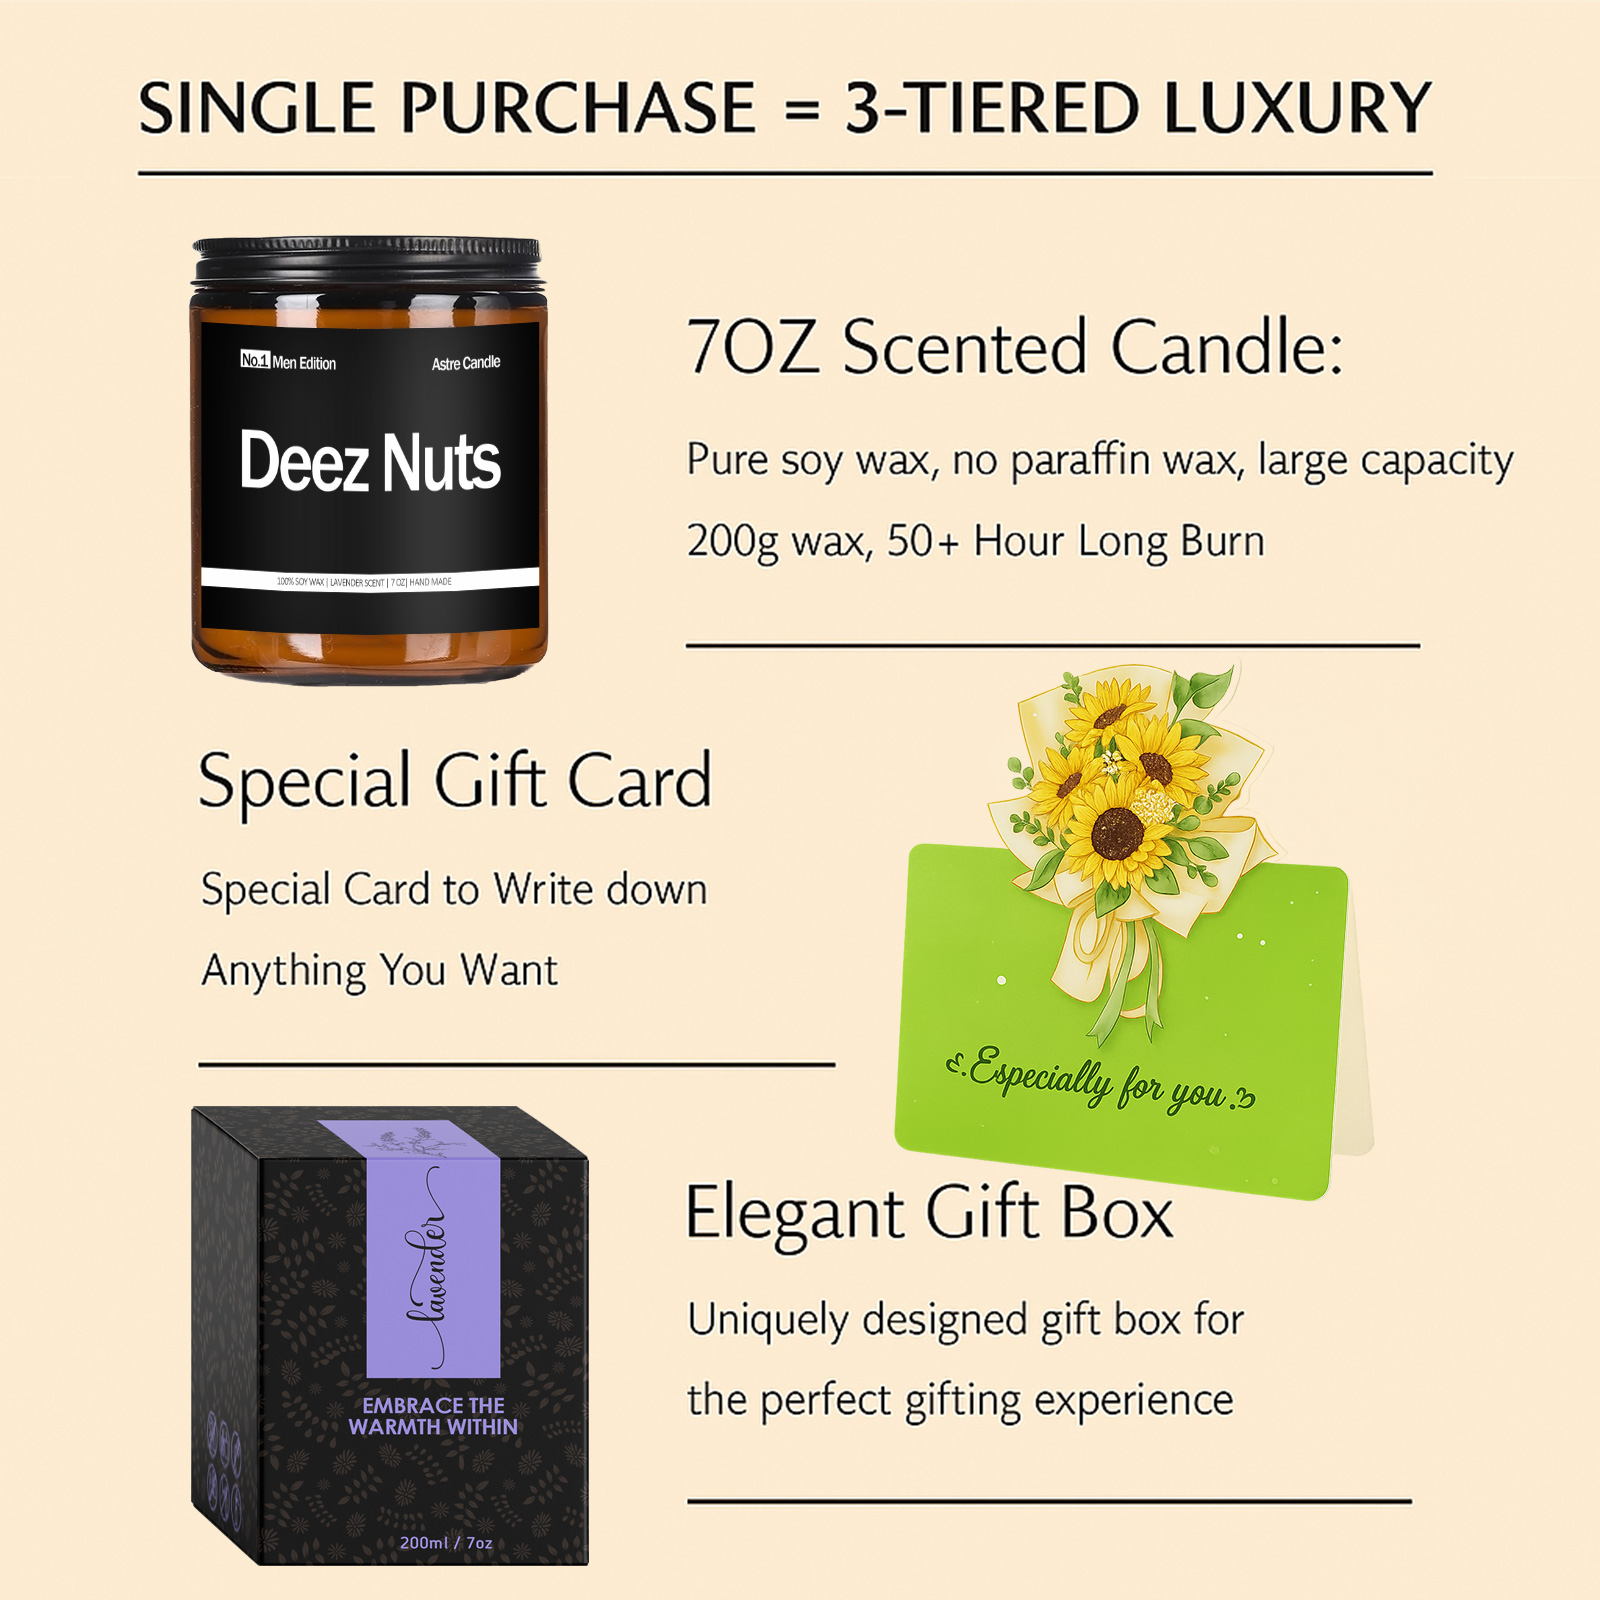 SINGLE PURCHASE = 3-TIERED LUXURY
No.1 Men Edition
Astre Candle
Deez Nuts
100% SOY WAX | LAVENDER SCENT | 7 OZ| HAND MADE
7OZ Scented Candle:
Pure soy wax, no paraffin wax, large capacity
200g wax, 50+ Hour Long Burn
Special Gift Card
Special Card to Write down
Anything You Want
Especially for you
lavender
EMBRACE THE
WARMTH WITHIN
200ml / 7oz
Elegant Gift Box
Uniquely designed gift box for
the perfect gifting experience